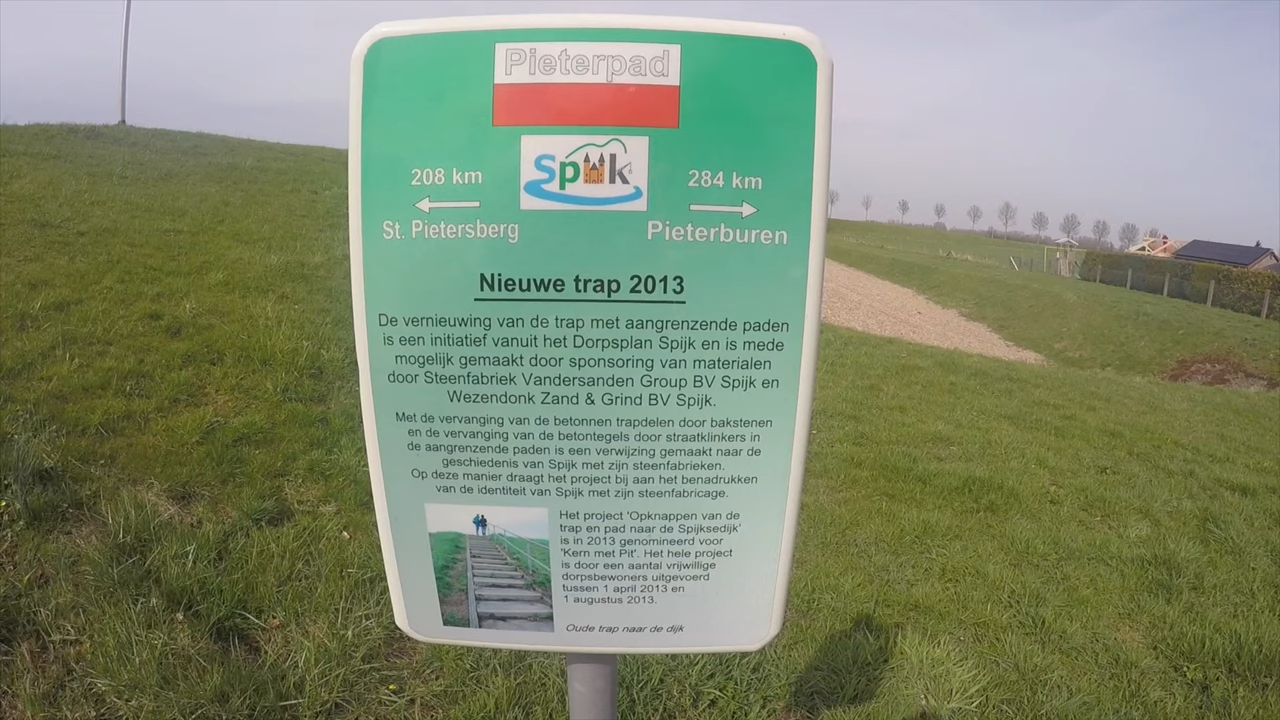 Pieterpad
Spijk
208 km
284 km
St. Pietersberg
Pieterburen
Nieuwe trap 2013
De vernieuwing van de trap met aangrenzende paden
is een initiatief vanuit het Dorpsplan Spijk en is mede
mogelijk gemaakt door sponsoring van materialen
door Steenfabriek Vandersanden Group BV Spijk en
Wezendonk Zand & Grind BV Spijk.
Met de vervanging van de betonnen trapdelen door bakstenen
en de vervanging van de betontegels door straatklinkers in
de aangrenzende paden is een verwijzing gemaakt naar de
geschiedenis van Spijk met zijn steenfabrieken.
Op deze manier draagt het project bij aan het benadrukken
van de identiteit van Spijk met zijn steenfabricage.
Het project 'Opknappen van de
trap en pad naar de Spijksedijk'
is in 2013 genomineerd voor
'Kern met Pit'. Het hele project
is door een aantal vrijwillige
dorpsbewoners uitgevoerd
tussen 1 april 2013 en
1 augustus 2013.
Oude trap naar de dijk